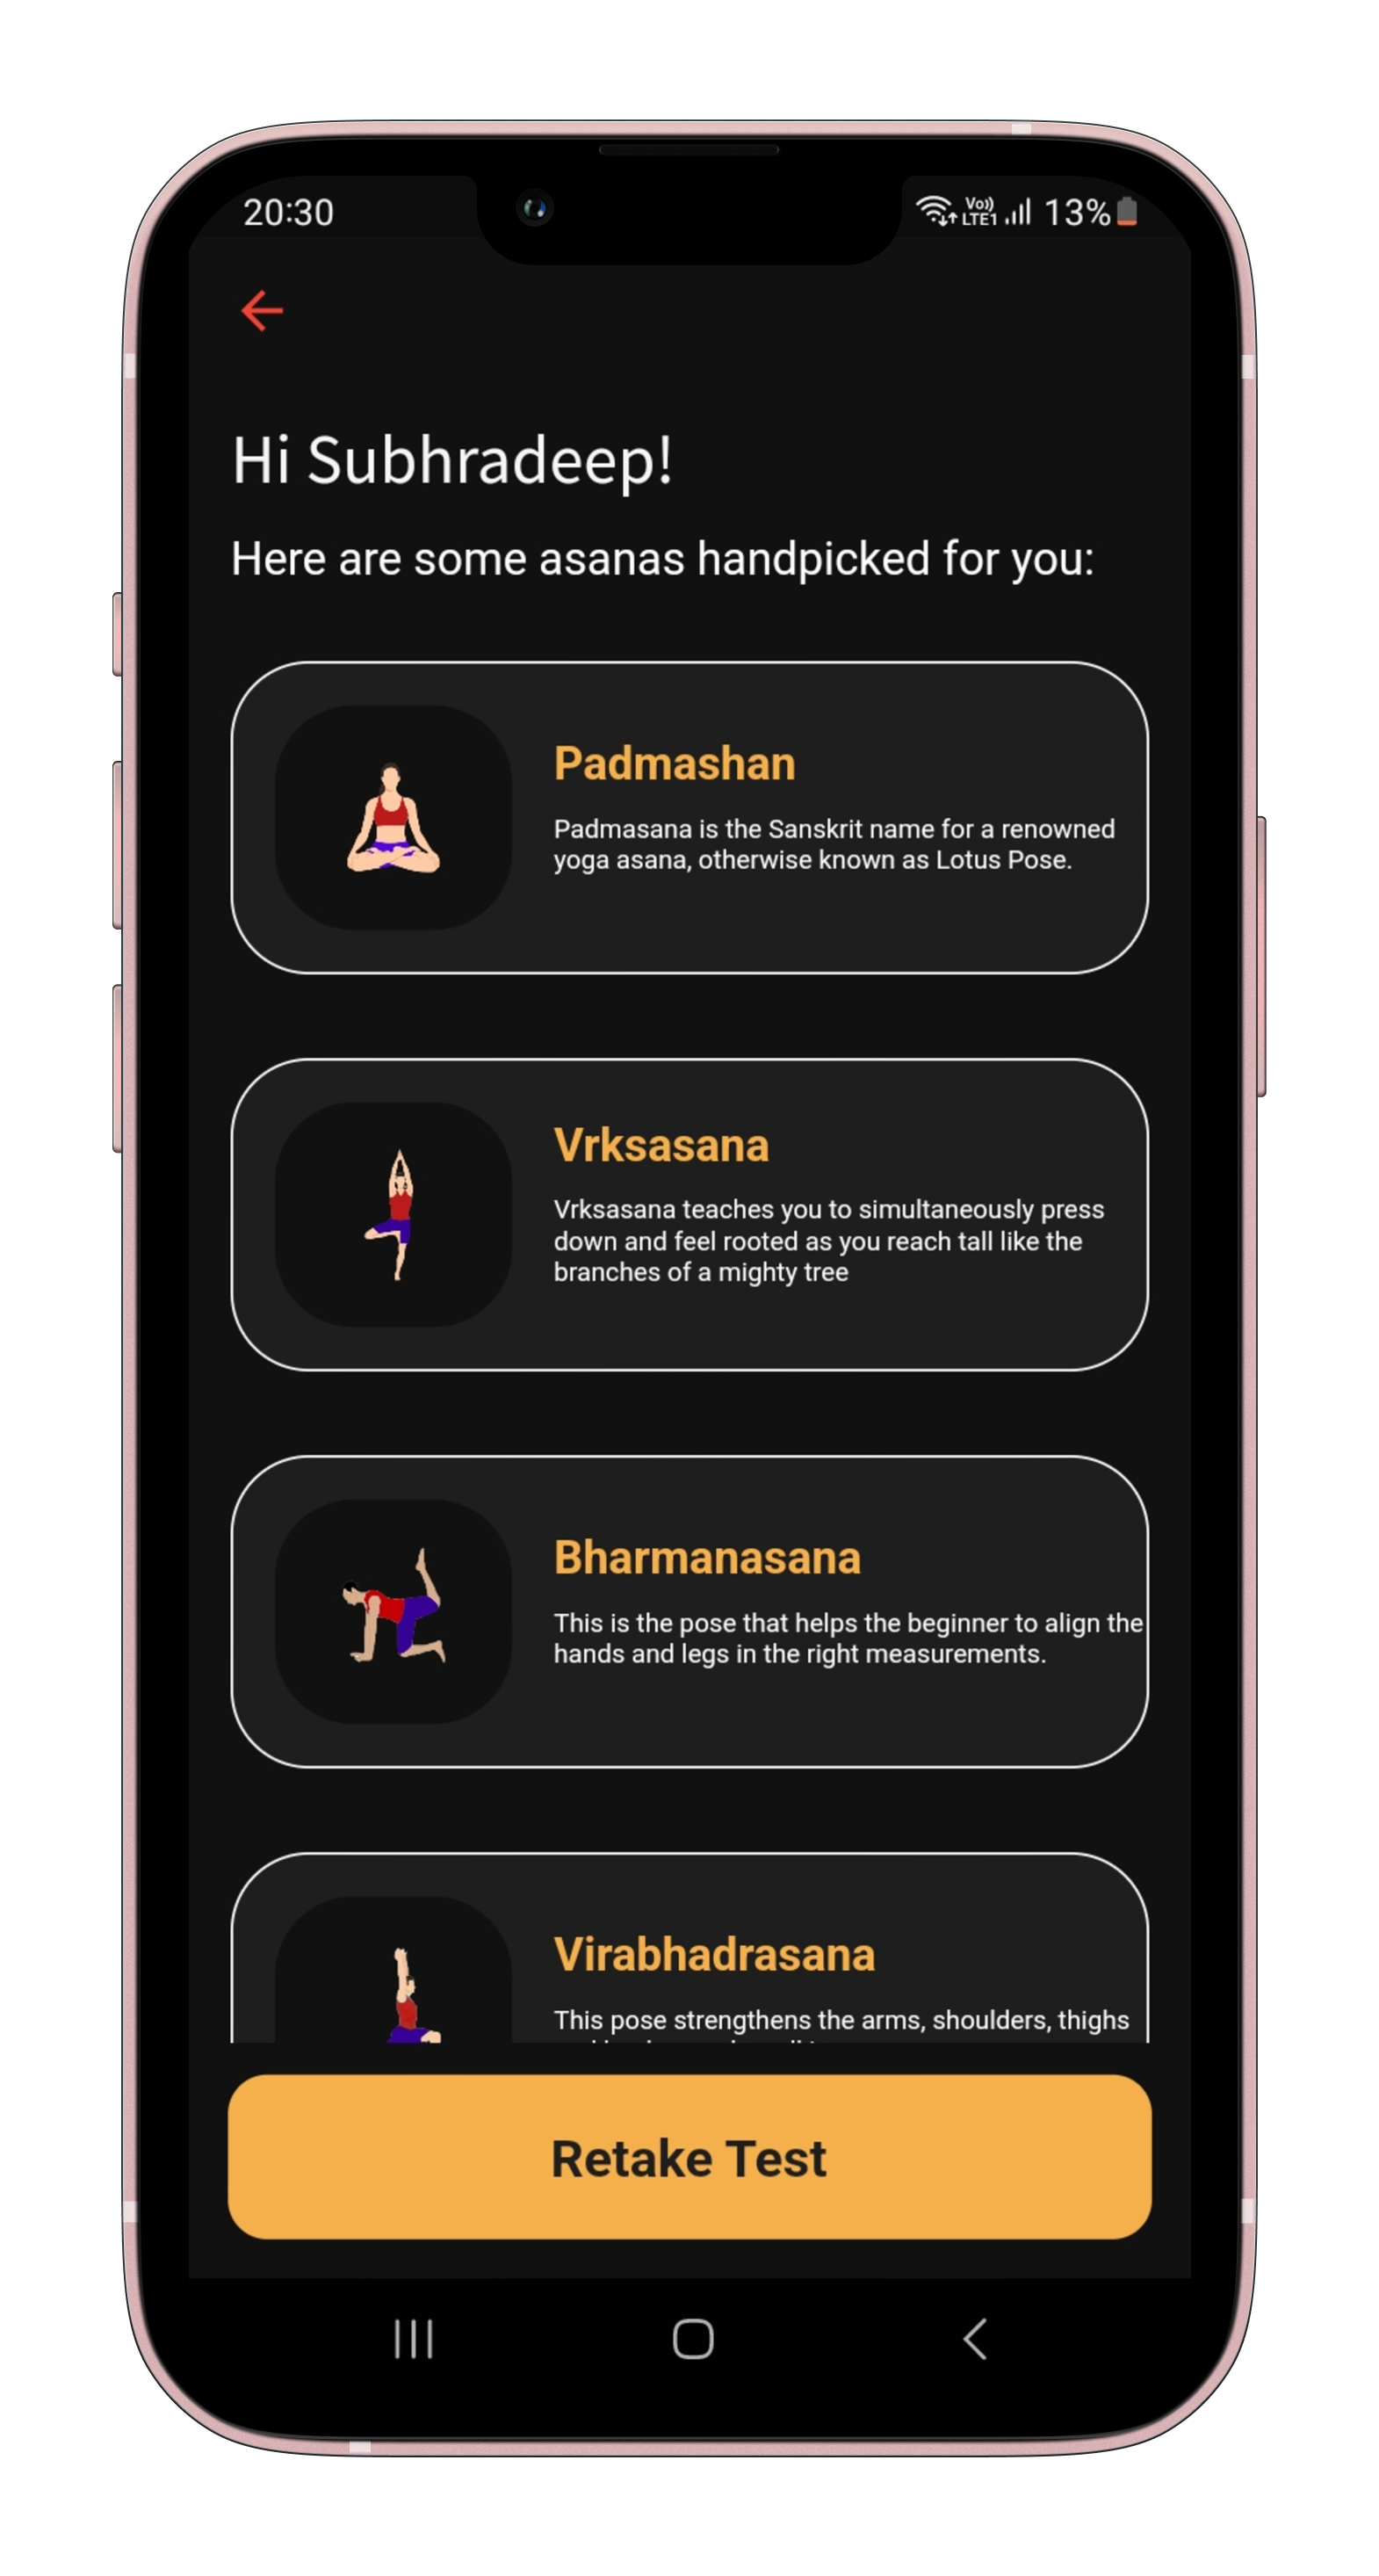 20:30
Vo))
LTE1
13%
Hi Subhradeep!
Here are some asanas handpicked for you:
Padmashan
Padmasana is the Sanskrit name for a renowned
yoga asana, otherwise known as Lotus Pose.
Vrksasana
Vrksasana teaches you to simultaneously press
down and feel rooted as you reach tall like the
branches of a mighty tree
Bharmanasana
This is the pose that helps the beginner to align the
hands and legs in the right measurements.
Virabhadrasana
This pose strengthens the arms, shoulders, thighs
Retake Test